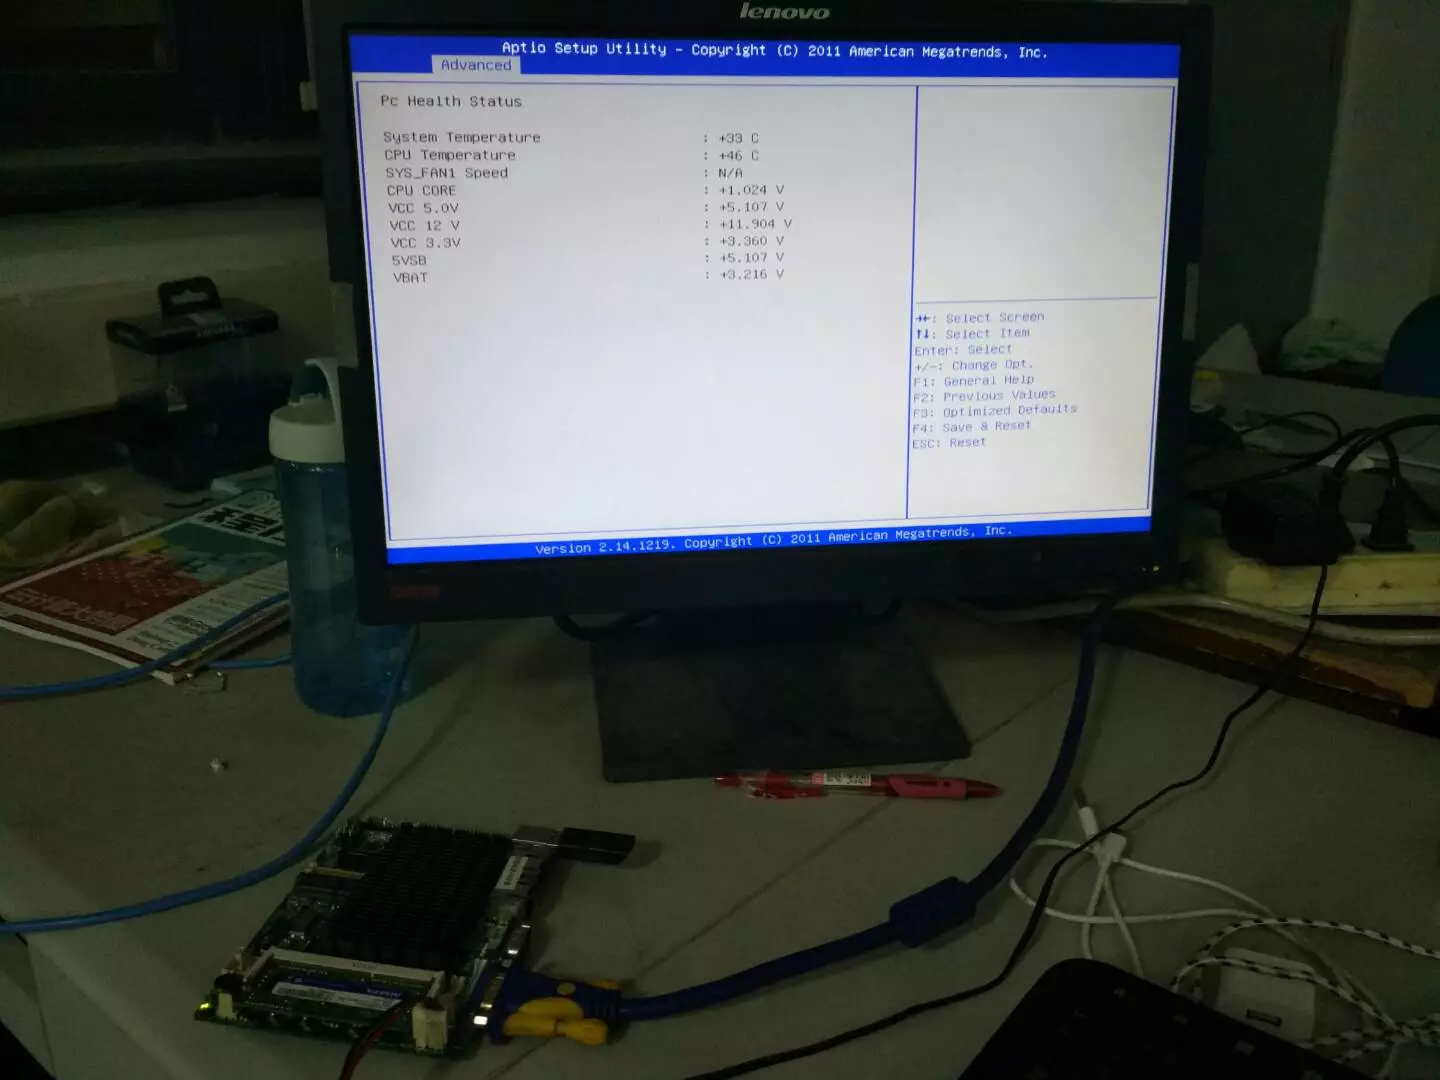 lenovo
Aptio Setup Utility - Copyright (C) 2011 American Megatrends, Inc.
Advanced
Pc Health Status
System Temperature : +33 C
CPU Temperature : +46 C
SYS_FAN1 Speed : N/A
CPU CORE : +1.024 V
VCC 5.0V : +5.107 V
VCC 12 V : +11.904 V
VCC 3.3V : +3.360 V
5VSB : +5.107 V
VBAT : +3.216 V
→←: Select Screen
↑↓: Select Item
Enter: Select
+/-: Change Opt.
F1: General Help
F2: Previous Values
F3: Optimized Defaults
F4: Save & Reset
ESC: Reset
Version 2.14.1219. Copyright (C) 2011 American Megatrends, Inc.